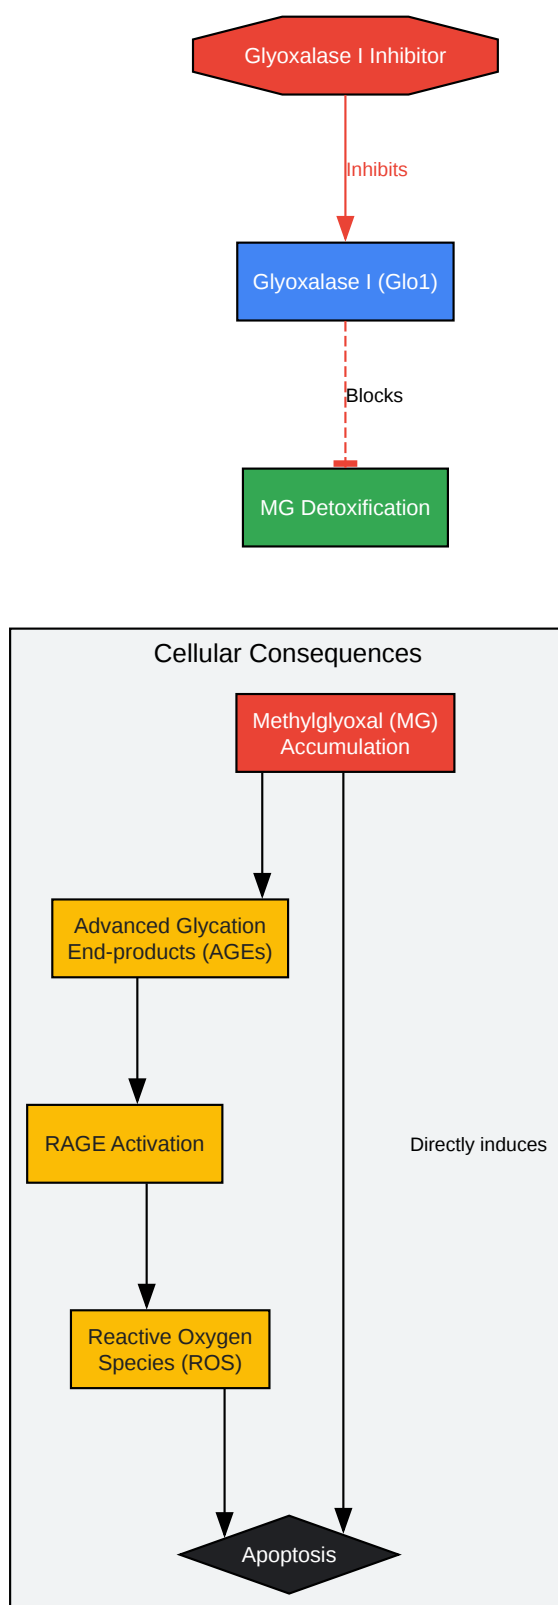 Glyoxalase I Inhibitor
Inhibits
Glyoxalase I (Glo1)
Blocks
MG Detoxification
Cellular Consequences
Methylglyoxal (MG)
Accumulation
Advanced Glycation
End-products (AGEs)
RAGE Activation
Directly induces
Reactive Oxygen
Species (ROS)
Apoptosis